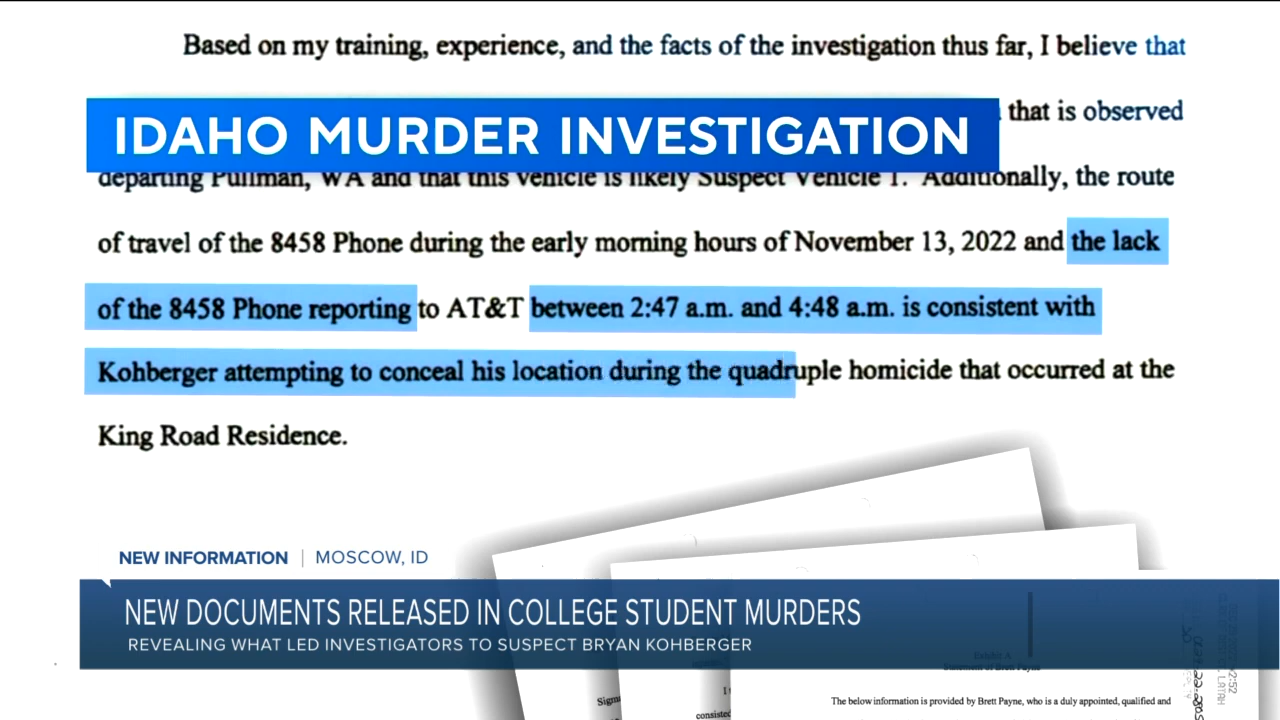 Based on my training, experience, and the facts of the investigation thus far, I believe that
that is observed
IDAHO MURDER INVESTIGATION
departing Pullman, WA and that this vehicle is likely Suspect Vehicle 1. Additionally, the route
of travel of the 8458 Phone during the early morning hours of November 13, 2022 and the lack
of the 8458 Phone reporting to AT&T between 2:47 a.m. and 4:48 a.m. is consistent with
Kohberger attempting to conceal his location during the quadruple homicide that occurred at the
King Road Residence.
NEW INFORMATION | MOSCOW, ID
NEW DOCUMENTS RELEASED IN COLLEGE STUDENT MURDERS
REVEALING WHAT LED INVESTIGATORS TO SUSPECT BRYAN KOHBERGER
Exhibit A
Statement of Brett Payne
The below information is provided by Brett Payne, who is a duly appointed, qualified and